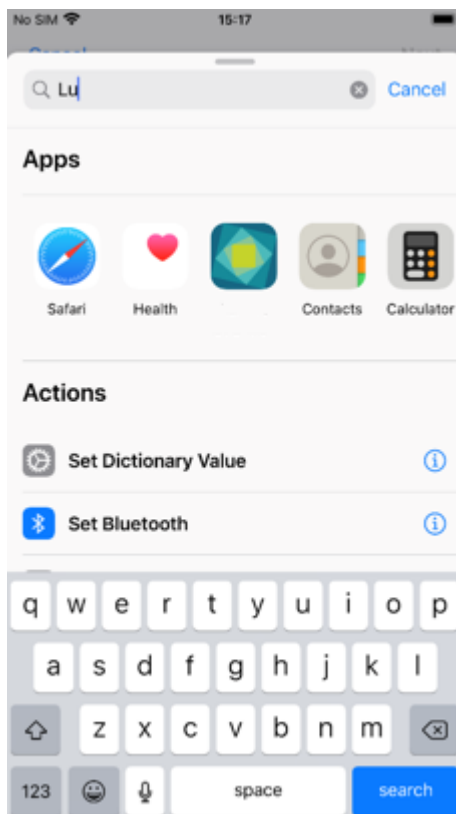 No SIM 15:17
Lu Cancel
Apps
Safari Health Contacts Calculator
Actions
Set Dictionary Value
Set Bluetooth
q w e r t y u i o p
a s d f g h j k l
z x c v b n m
123 space search